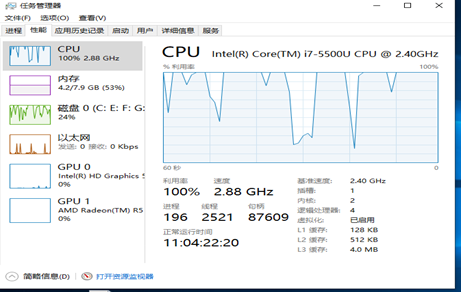 任务管理器
文件(F) 选项(O) 查看(V)
进程 性能 应用历史记录 启动 用户 详细信息 服务
CPU
100% 2.88 GHz
内存
4.2/7.9 GB (53%)
磁盘 0 (C: E: F: G:
24%
以太网
发送: 0 接收: 0 Kbps
GPU 0
Intel(R) HD Graphics 5
0%
GPU 1
AMD Radeon(TM) R5
0%
CPU Intel(R) Core(TM) i7-5500U CPU @ 2.40GHz
% 利用率 100%
60 秒 0
利用率 速度 基准速度: 2.40 GHz
100% 2.88 GHz 插槽: 1
进程 线程 句柄 内核: 2
196 2521 87609 逻辑处理器: 4
虚拟化: 已启用
正常运行时间 L1 缓存: 128 KB
11:04:22:20 L2 缓存: 512 KB
L3 缓存: 4.0 MB
简略信息(D) 打开资源监视器